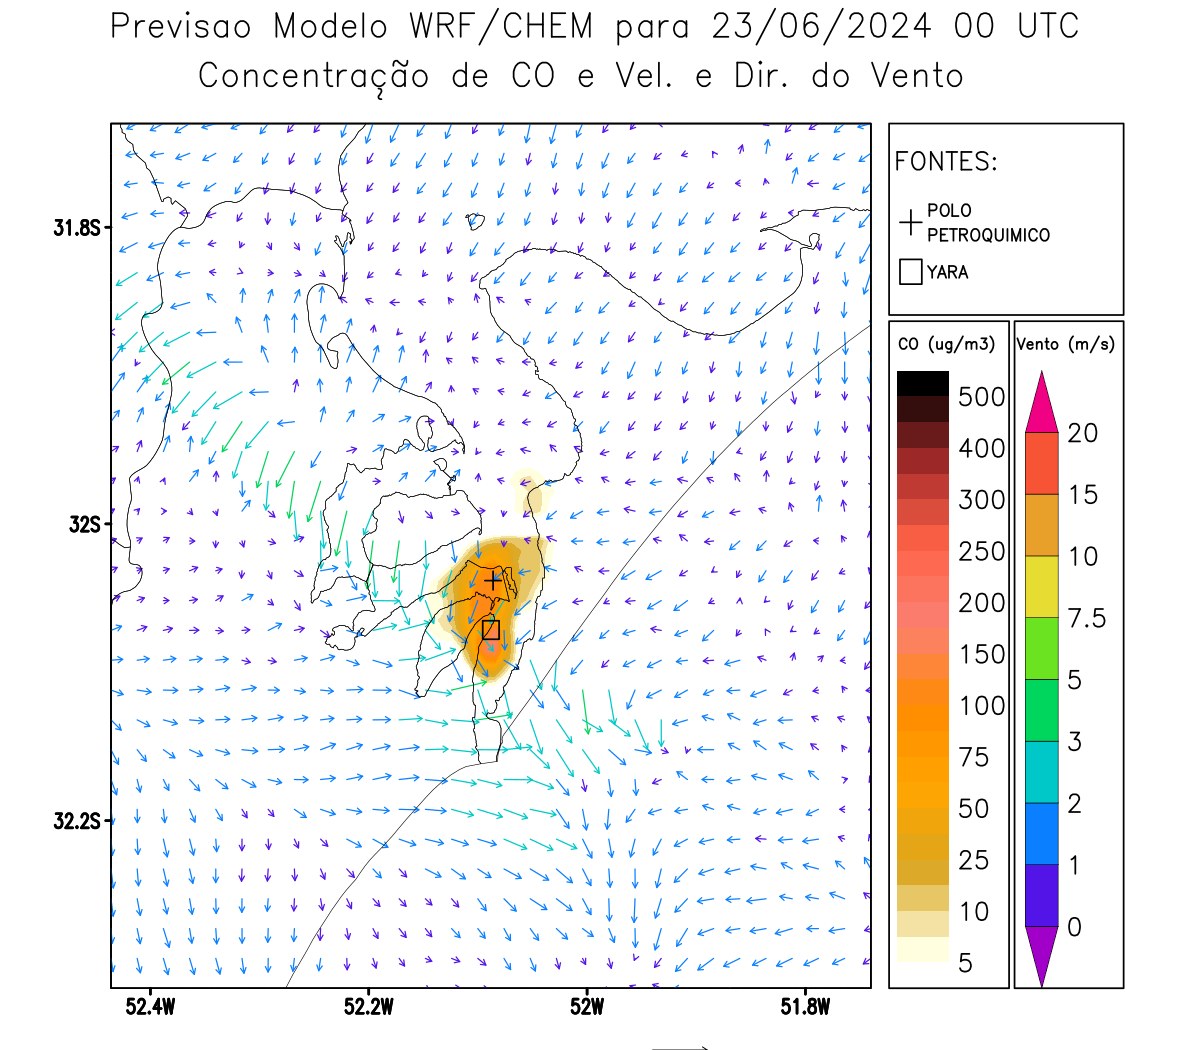 Previsao Modelo WRF/CHEM para 23/06/2024 00 UTC
Concentração de CO e Vel. e Dir. do Vento
FONTES:
POLO
PETROQUIMICO
YARA
31.8S
32S
32.2S
52.4W
52.2W
52W
51.8W
CO (ug/m3)
500
400
300
250
200
150
100
75
50
25
10
5
Vento (m/s)
20
15
10
7.5
5
3
2
1
0